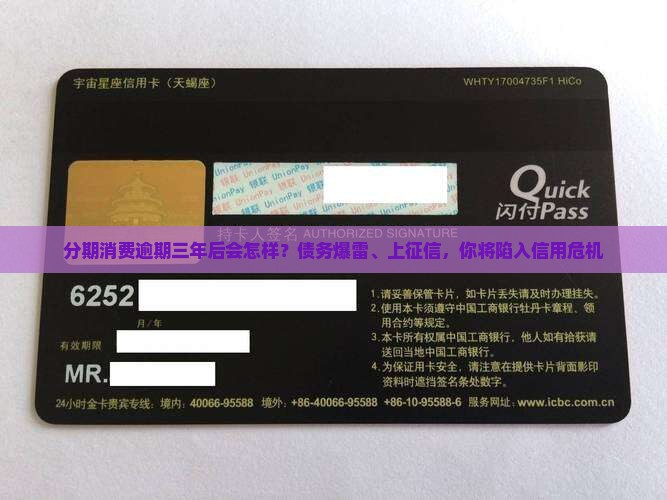 宇宙星座信用卡（天蝎座）
WHTY17004735F1 HiCo
UnionPay 银联 UnionPay 银联 UnionPay
Quick
闪付Pass
持卡人签名 AUTHORIZED SIGNATURE
分期消费逾期三年后会怎样？债务爆雷、上征信，你将陷入信用危机
6252
月/年
有效期限
MR.
1.请妥善保管卡片，如卡片丢失请及时办理挂失。
2.使用本卡须遵守中国工商银行牡丹卡章程、领
用合约等规定。
3.本卡所有权属中国工商银行，他人如有拾获请
送回当地中国工商银行。
4.为保证用卡安全，请注意在提供卡片背面影印
资料时遮挡签名条处数字。
24小时金卡贵宾专线：境内：40066-95588 境外：+86-40066-95588 +86-10-95588-6 服务网址：www.icbc.com.cn